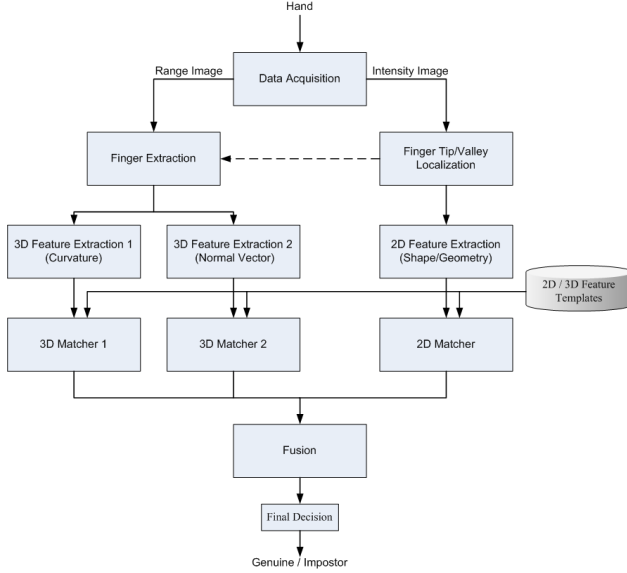 Hand
Range Image
Intensity Image
Data Acquisition
Finger Extraction
Finger Tip/Valley
Localization
3D Feature Extraction 1
(Curvature)
3D Feature Extraction 2
(Normal Vector)
2D Feature Extraction
(Shape/Geometry)
2D / 3D Feature
Templates
3D Matcher 1
3D Matcher 2
2D Matcher
Fusion
Final Decision
Genuine / Impostor